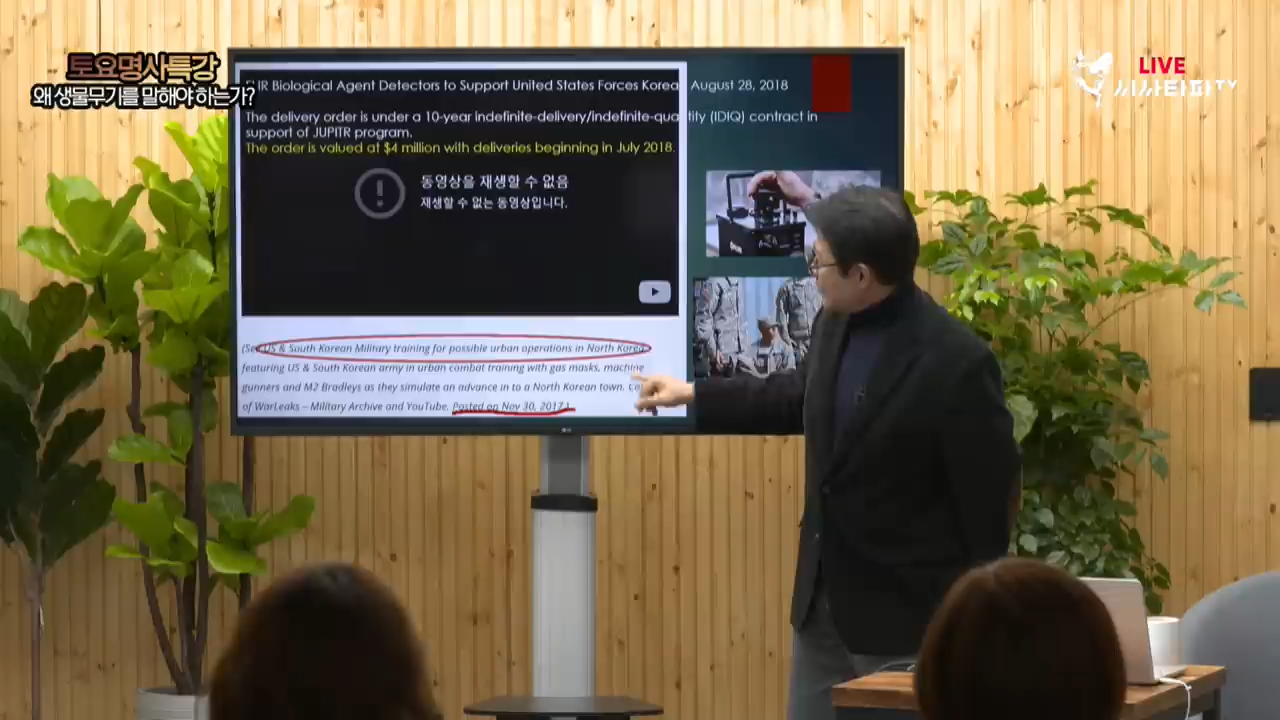 토요명사특강
왜 생물무기를 말해야 하는가?
LIVE
시사타파TV
FLIR Biological Agent Detectors to Support United States Forces Korea August 28, 2018
The delivery order is under a 10-year indefinite-delivery/indefinite-quantity (IDIQ) contract in
support of JUPITR program.
The order is valued at $4 million with deliveries beginning in July 2018.
동영상을 재생할 수 없음
재생할 수 없는 동영상입니다.
(See US & South Korean Military training for possible urban operations in North Korea
featuring US & South Korean army in urban combat training with gas masks, machine
gunners and M2 Bradleys as they simulate an advance in to a North Korean town.
of WarLeaks – Military Archive and YouTube. Posted on Nov 30, 2017.)